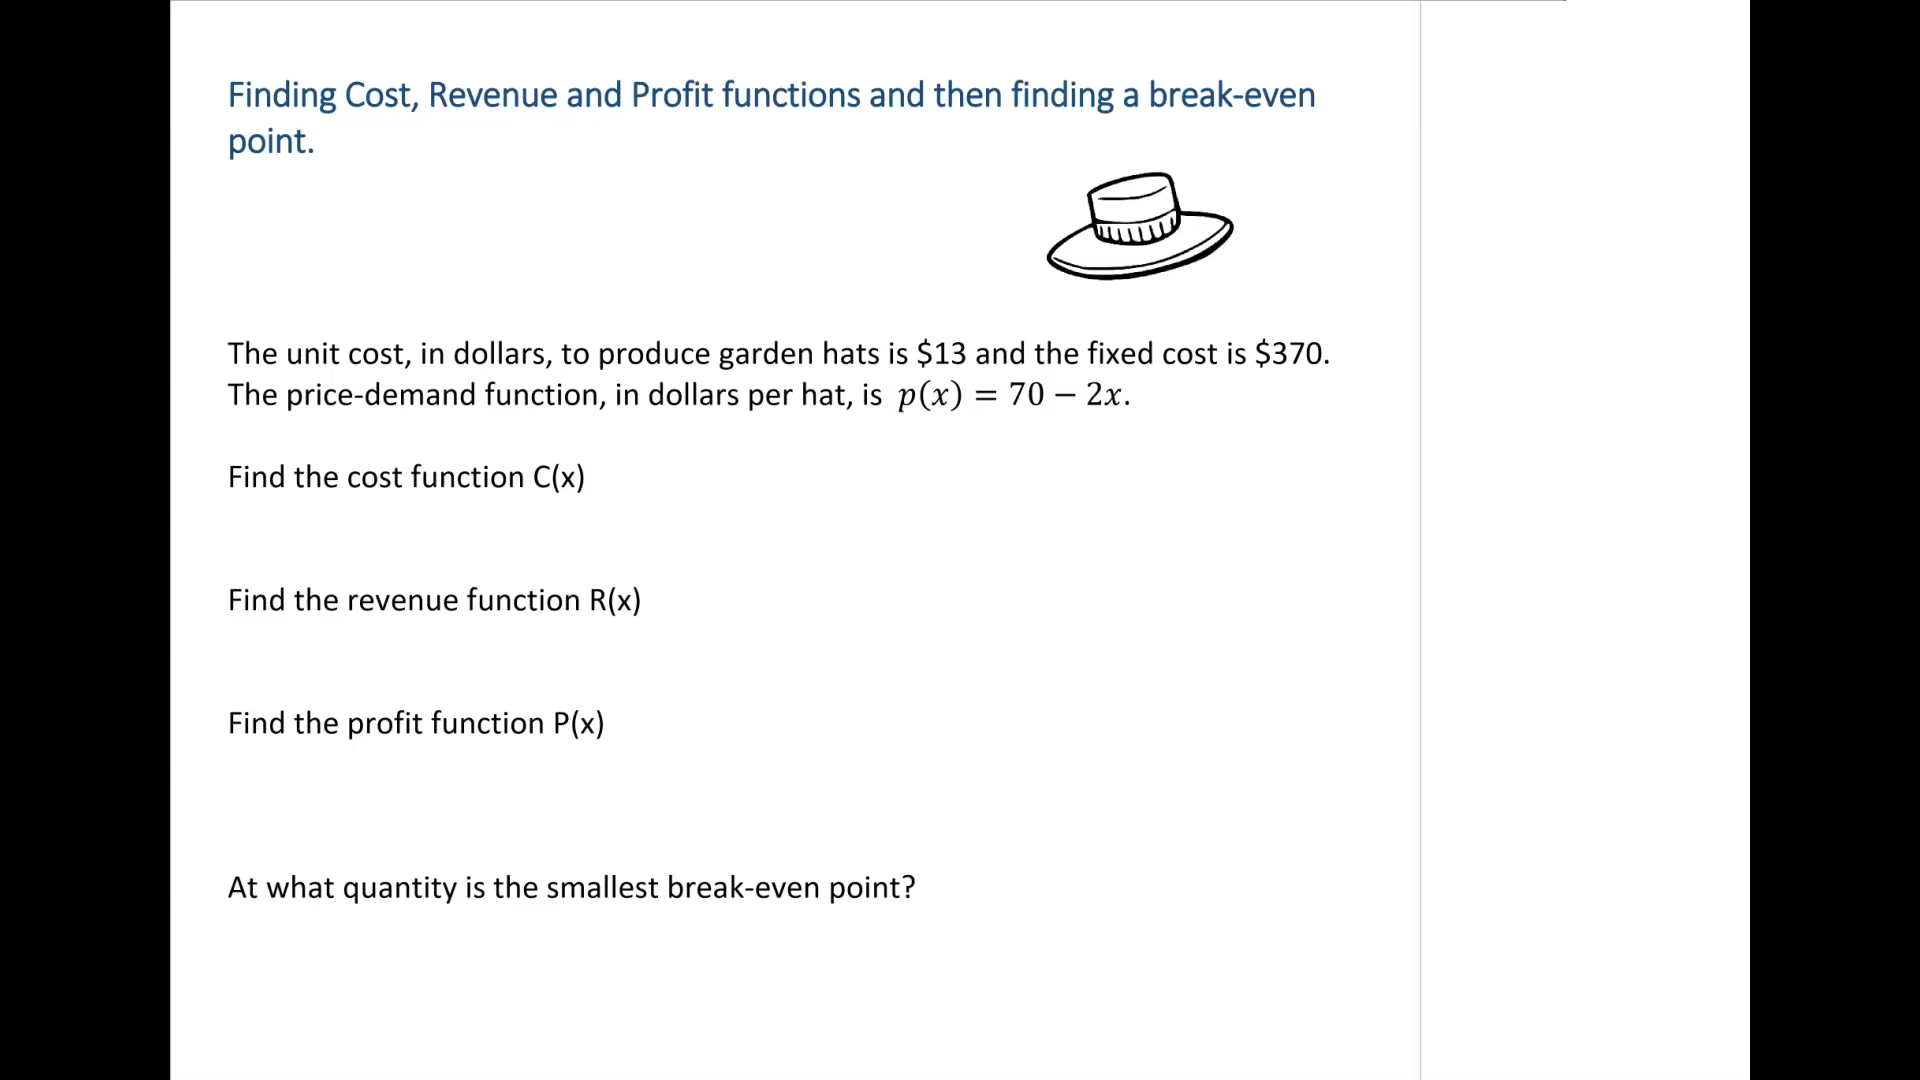 Finding Cost, Revenue and Profit functions and then finding a break-even
point.
The unit cost, in dollars, to produce garden hats is $13 and the fixed cost is $370.
The price-demand function, in dollars per hat, is p(x) = 70 − 2x.
Find the cost function C(x)
Find the revenue function R(x)
Find the profit function P(x)
At what quantity is the smallest break-even point?